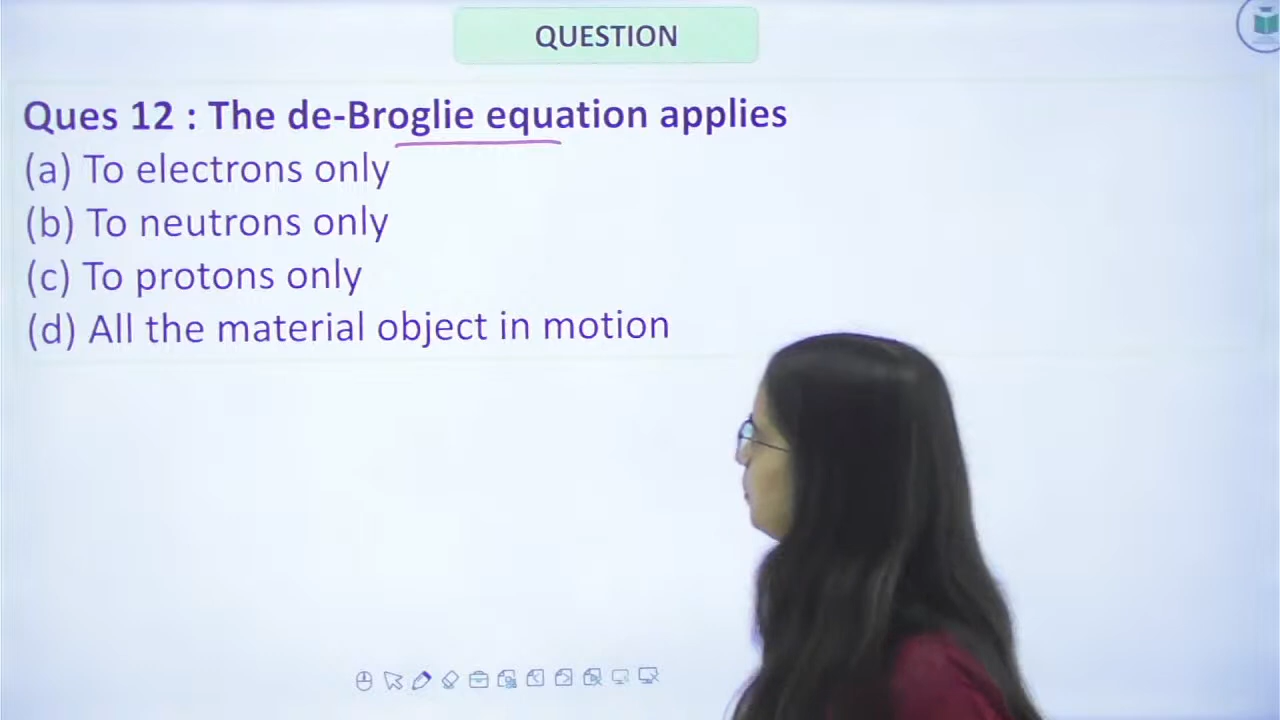 QUESTION
Ques 12 : The de-Broglie equation applies
(a) To electrons only
(b) To neutrons only
(c) To protons only
(d) All the material object in motion